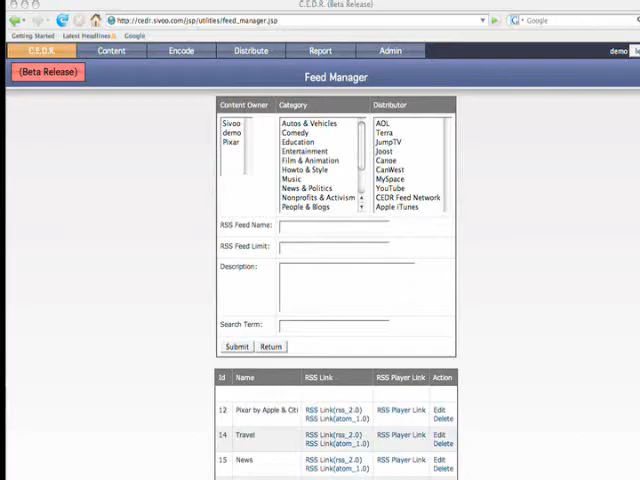 C.E.D.R. (Beta Release)
http://cedr.sivoo.com/jsp/utilities/feed_manager.jsp
Google
Getting Started Latest Headlines Google
C.E.D.R. Content Encode Distribute Report Admin demo
(Beta Release)
Feed Manager
Content Owner Category Distributor
Sivoo Autos & Vehicles AOL
demo Comedy Terra
Pixar Education JumpTV
Entertainment Joost
Film & Animation Canoe
Howto & Style CanWest
Music MySpace
News & Politics YouTube
Nonprofits & Activism CEDR Feed Network
People & Blogs Apple iTunes
RSS Feed Name:
RSS Feed Limit:
Description:
Search Term:
Submit Return
Id Name RSS Link RSS Player Link Action
12 Pixar by Apple & Citi RSS Link(rss_2.0) RSS Player Link Edit
RSS Link(atom_1.0) Delete
14 Travel RSS Link(rss_2.0) RSS Player Link Edit
RSS Link(atom_1.0) Delete
15 News RSS Link(rss_2.0) RSS Player Link Edit
RSS Link(atom_1.0) Delete